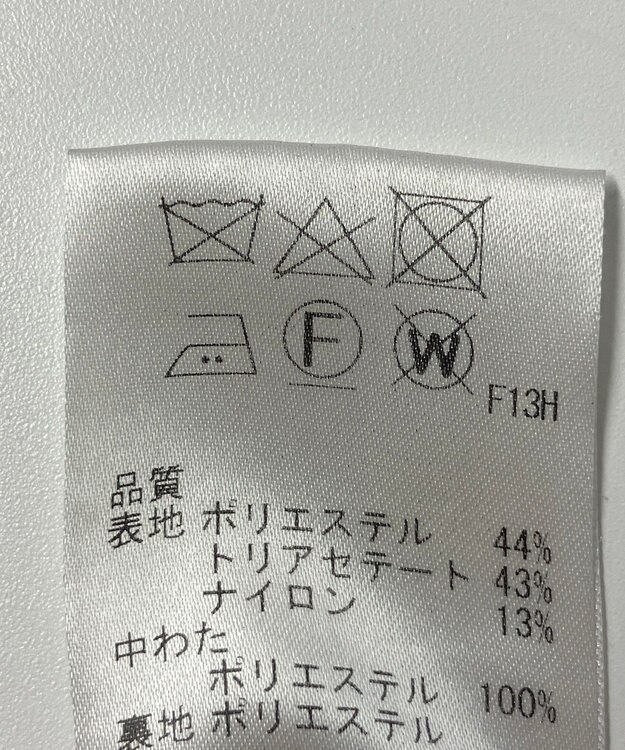 F W
F13H
品質
表地 ポリエステル 44%
トリアセテート 43%
ナイロン 13%
中わた
ポリエステル 100%
裏地 ポリエステル